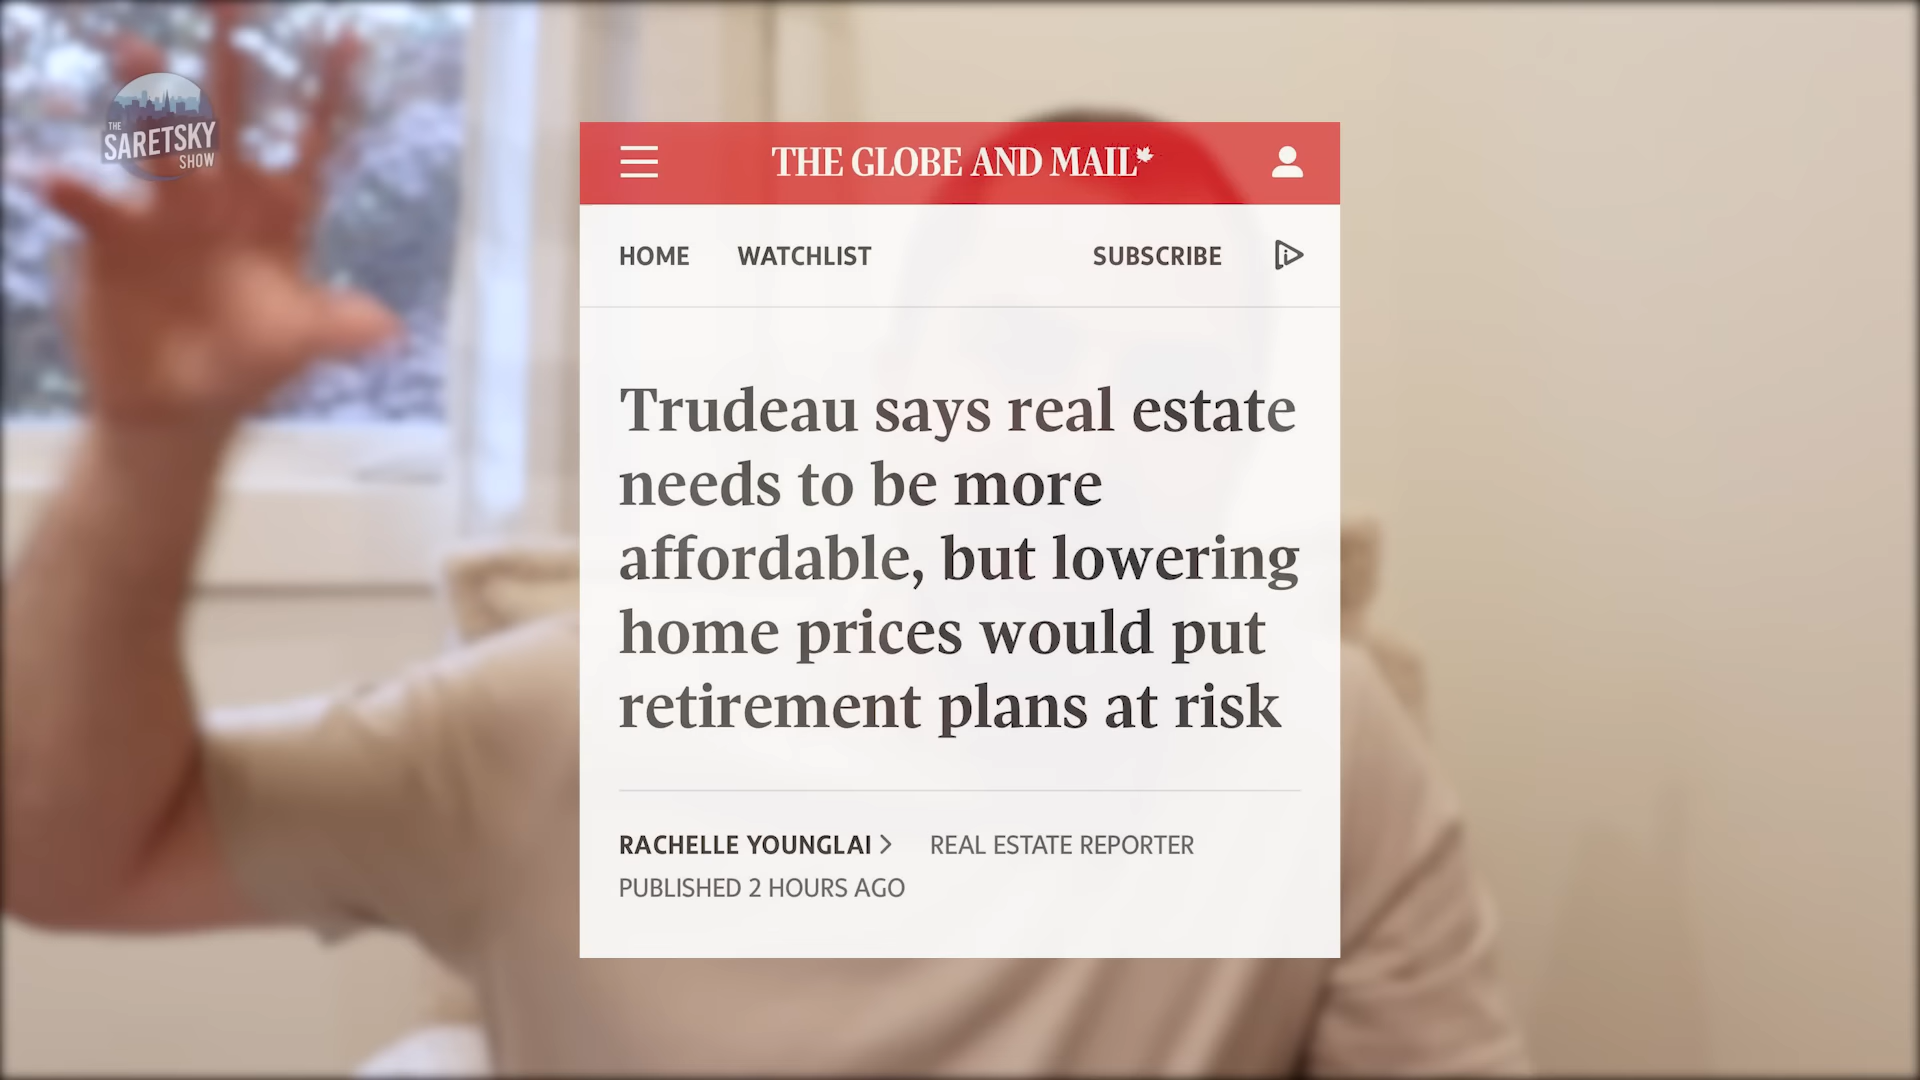 THE
SARETSKY
SHOW
THE GLOBE AND MAIL
HOME WATCHLIST SUBSCRIBE
Trudeau says real estate
needs to be more
affordable, but lowering
home prices would put
retirement plans at risk
RACHELLE YOUNGLAI > REAL ESTATE REPORTER
PUBLISHED 2 HOURS AGO